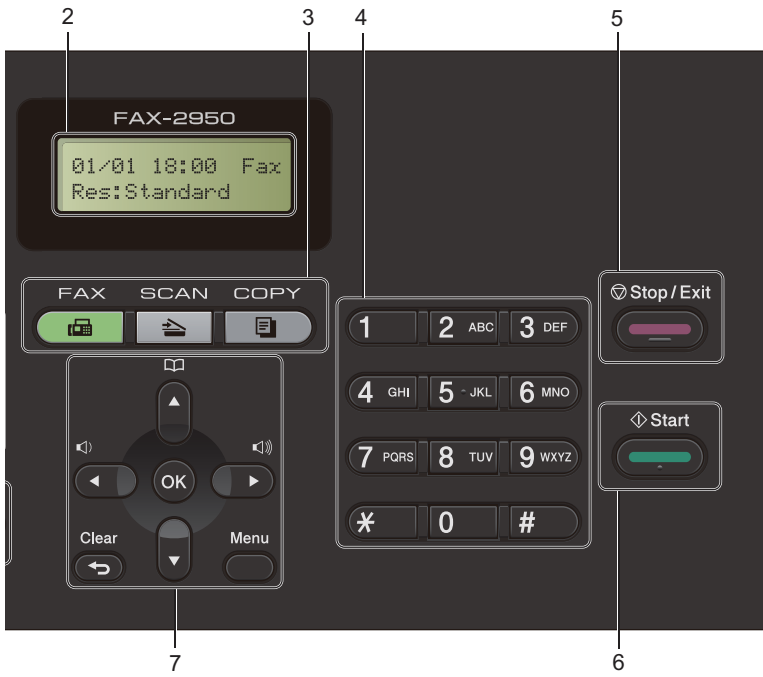 2 3 4 5
FAX-2950
01/01 18:00 Fax
Res:Standard
FAX SCAN COPY
Stop/Exit
1 2 ABC 3 DEF
4 GHI 5 JKL 6 MNO
Start
7 PQRS 8 TUV 9 WXYZ
* 0 #
OK
Clear Menu
7 6